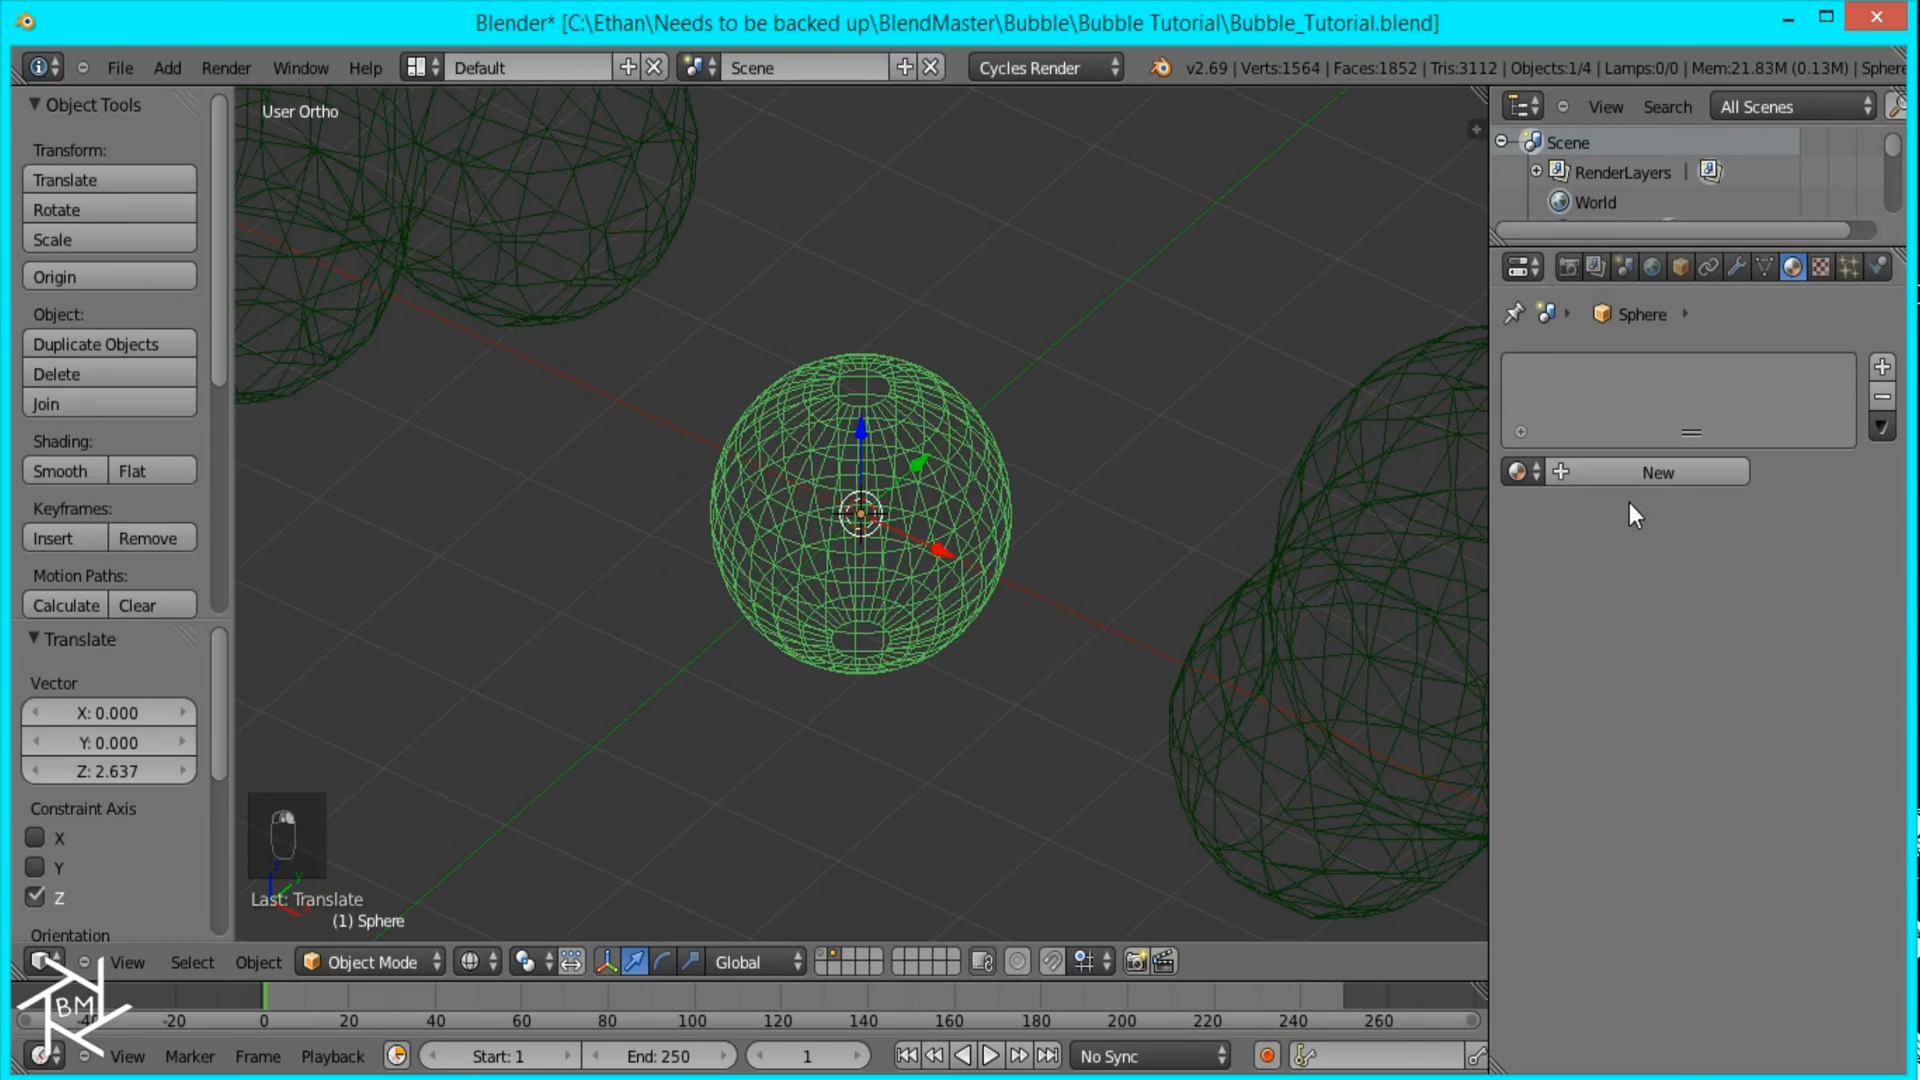 Blender* [C:\Ethan\Needs to be backed up\BlendMaster\Bubble\Bubble Tutorial\Bubble_Tutorial.blend]
File Add Render Window Help Default Scene Cycles Render v2.69 | Verts:1564 | Faces:1852 | Tris:3112 | Objects:1/4 | Lamps:0/0 | Mem:21.83M (0.13M) | Sphere
Object Tools
Transform:
Translate
Rotate
Scale
Origin
Object:
Duplicate Objects
Delete
Join
Shading:
Smooth Flat
Keyframes:
Insert Remove
Motion Paths:
Calculate Clear
Translate
Vector
X: 0.000
Y: 0.000
Z: 2.637
Constraint Axis
X
Y
Z
Orientation
User Ortho
Last: Translate
(1) Sphere
View Search All Scenes
Scene
RenderLayers |
World
Sphere
New
View Select Object Object Mode Global
BM
-40 -20 0 20 40 60 80 100 120 140 160 180 200 220 240 260
View Marker Frame Playback Start: 1 End: 250 1 No Sync